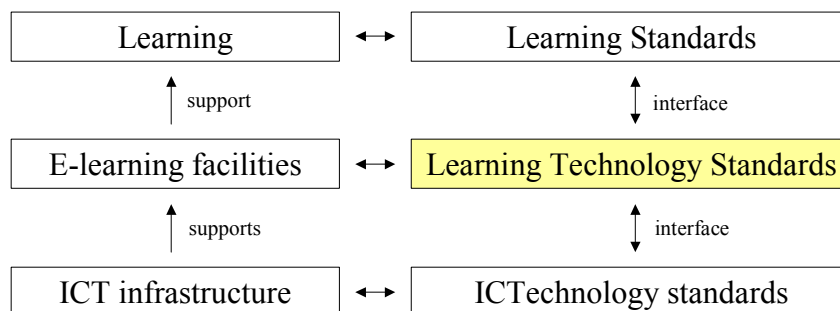 Learning
Learning Standards
support
interface
E-learning facilities
Learning Technology Standards
supports
interface
ICT infrastructure
ICTechnology standards